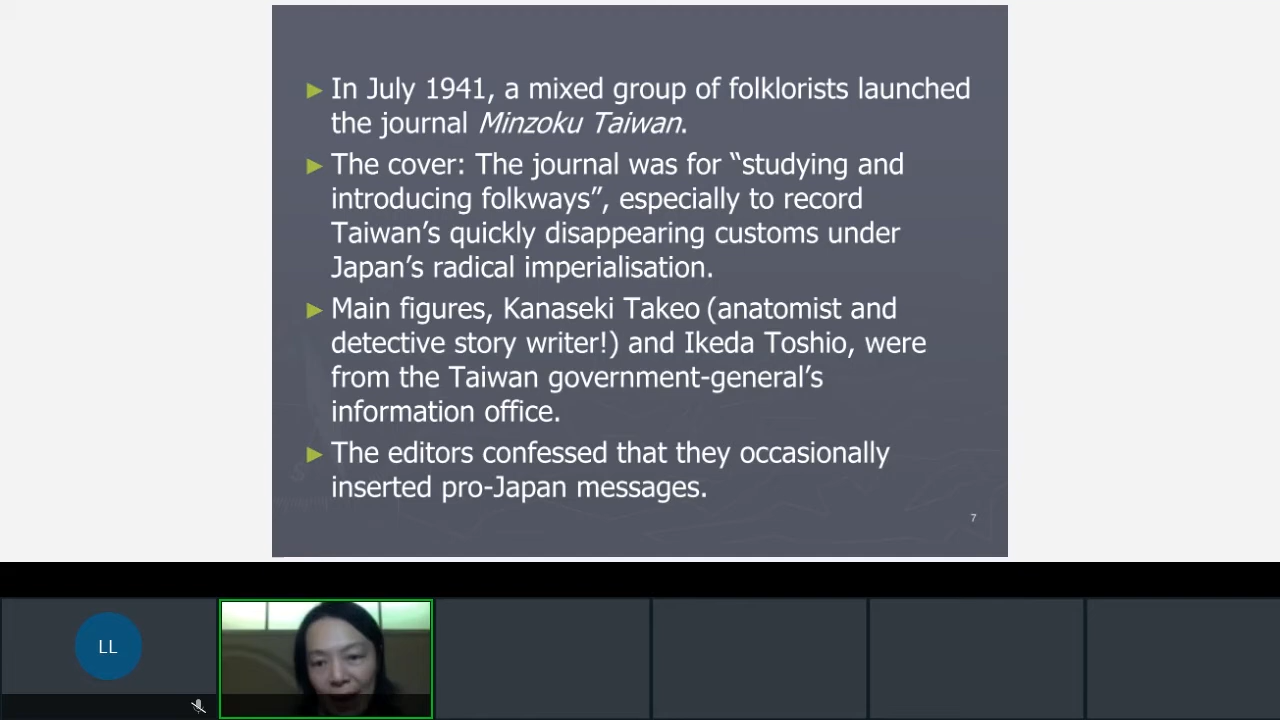 ► In July 1941, a mixed group of folklorists launched
the journal Minzoku Taiwan.
► The cover: The journal was for “studying and
introducing folkways”, especially to record
Taiwan’s quickly disappearing customs under
Japan’s radical imperialisation.
► Main figures, Kanaseki Takeo (anatomist and
detective story writer!) and Ikeda Toshio, were
from the Taiwan government-general’s
information office.
► The editors confessed that they occasionally
inserted pro-Japan messages.
7
LL